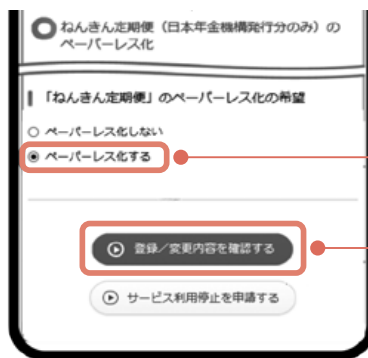 ねんきん定期便（日本年金機構発行分のみ）の
ペーパーレス化
「ねんきん定期便」のペーパーレス化の希望
ペーパーレス化しない
ペーパーレス化する
登録／変更内容を確認する
サービス利用停止を申請する